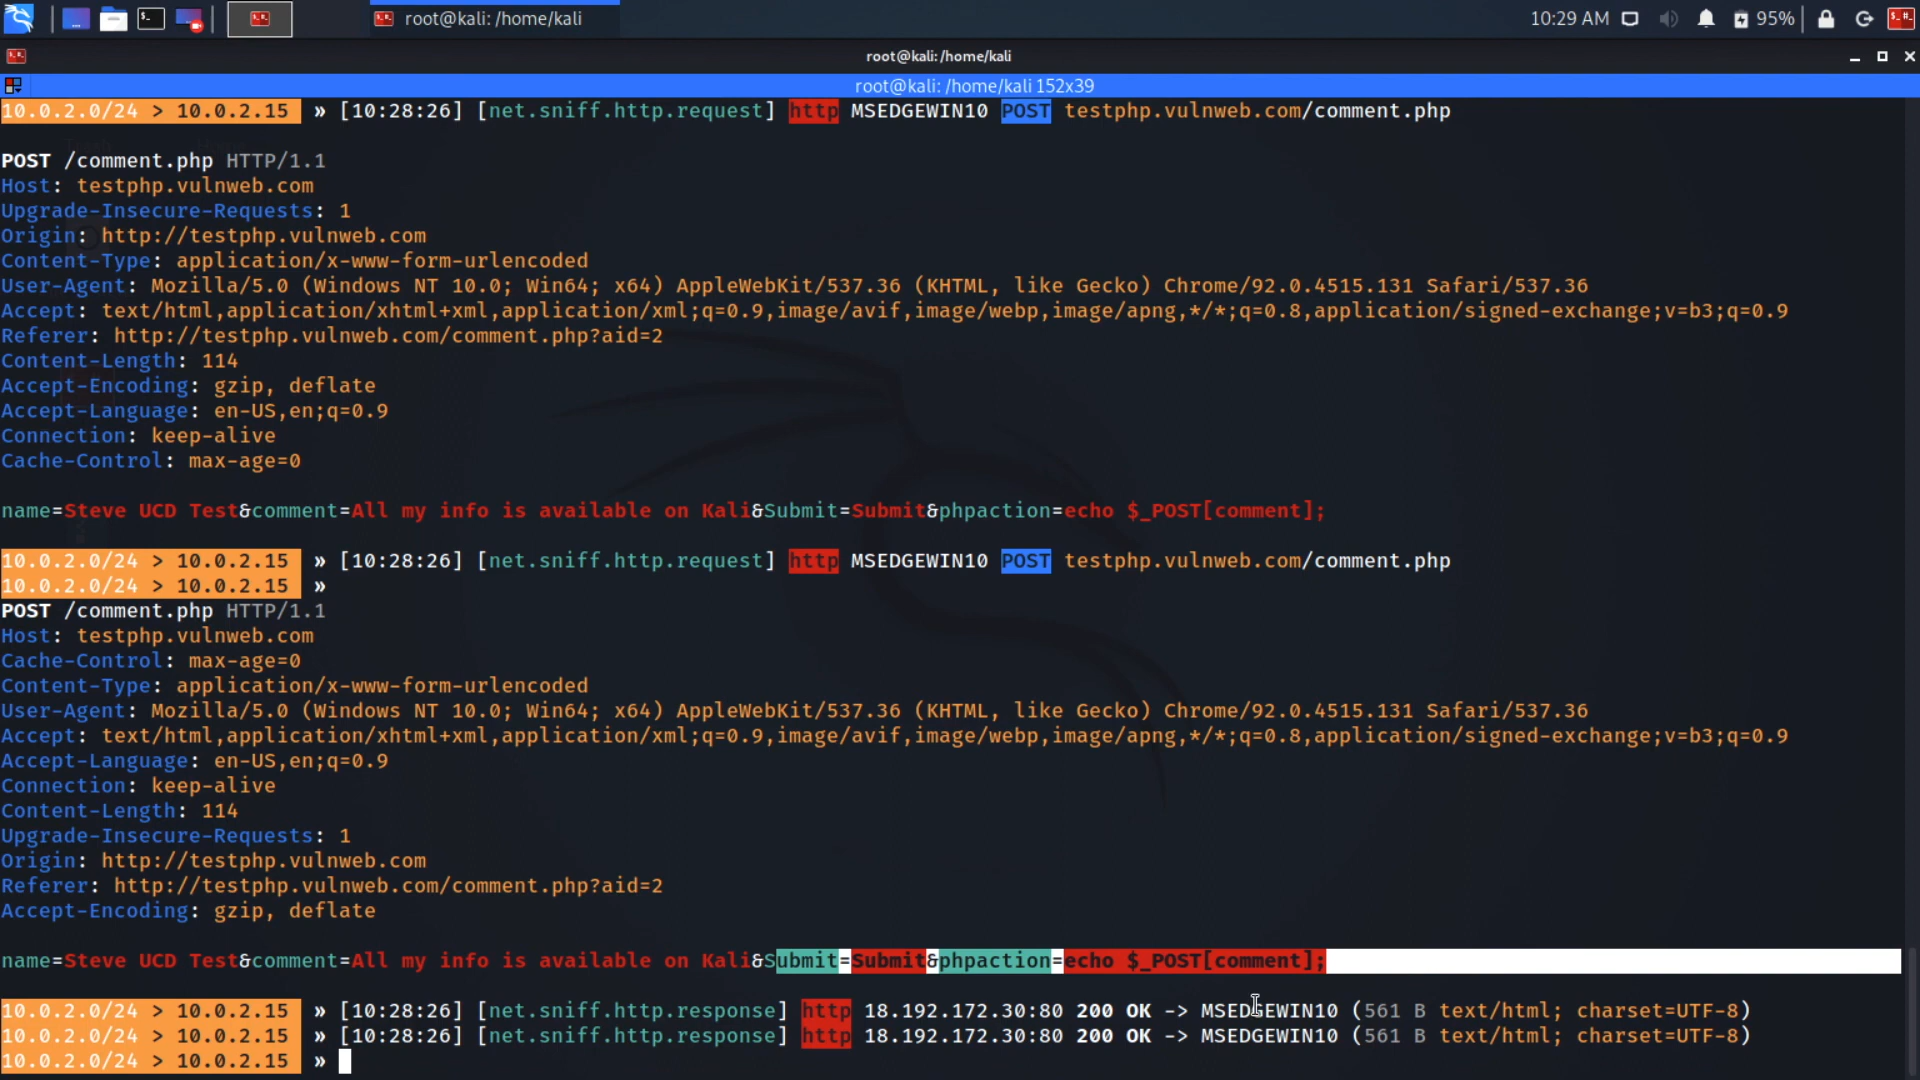 root@kali: /home/kali
10:29 AM
95%
root@kali: /home/kali
root@kali: /home/kali 152x39
10.0.2.0/24 > 10.0.2.15 » [10:28:26] [net.sniff.http.request] http MSEDGEWIN10 POST testphp.vulnweb.com/comment.php
POST /comment.php HTTP/1.1
Host: testphp.vulnweb.com
Upgrade-Insecure-Requests: 1
Origin: http://testphp.vulnweb.com
Content-Type: application/x-www-form-urlencoded
User-Agent: Mozilla/5.0 (Windows NT 10.0; Win64; x64) AppleWebKit/537.36 (KHTML, like Gecko) Chrome/92.0.4515.131 Safari/537.36
Accept: text/html,application/xhtml+xml,application/xml;q=0.9,image/avif,image/webp,image/apng,*/*;q=0.8,application/signed-exchange;v=b3;q=0.9
Referer: http://testphp.vulnweb.com/comment.php?aid=2
Content-Length: 114
Accept-Encoding: gzip, deflate
Accept-Language: en-US,en;q=0.9
Connection: keep-alive
Cache-Control: max-age=0
name=Steve UCD Test&comment=All my info is available on Kali&Submit=Submit&phpaction=echo $_POST[comment];
10.0.2.0/24 > 10.0.2.15 » [10:28:26] [net.sniff.http.request] http MSEDGEWIN10 POST testphp.vulnweb.com/comment.php
10.0.2.0/24 > 10.0.2.15 »
POST /comment.php HTTP/1.1
Host: testphp.vulnweb.com
Cache-Control: max-age=0
Content-Type: application/x-www-form-urlencoded
User-Agent: Mozilla/5.0 (Windows NT 10.0; Win64; x64) AppleWebKit/537.36 (KHTML, like Gecko) Chrome/92.0.4515.131 Safari/537.36
Accept: text/html,application/xhtml+xml,application/xml;q=0.9,image/avif,image/webp,image/apng,*/*;q=0.8,application/signed-exchange;v=b3;q=0.9
Accept-Language: en-US,en;q=0.9
Connection: keep-alive
Content-Length: 114
Upgrade-Insecure-Requests: 1
Origin: http://testphp.vulnweb.com
Referer: http://testphp.vulnweb.com/comment.php?aid=2
Accept-Encoding: gzip, deflate
name=Steve UCD Test&comment=All my info is available on Kali&Submit=Submit&phpaction=echo $_POST[comment];
10.0.2.0/24 > 10.0.2.15 » [10:28:26] [net.sniff.http.response] http 18.192.172.30:80 200 OK -> MSEDGEWIN10 (561 B text/html; charset=UTF-8)
10.0.2.0/24 > 10.0.2.15 » [10:28:26] [net.sniff.http.response] http 18.192.172.30:80 200 OK -> MSEDGEWIN10 (561 B text/html; charset=UTF-8)
10.0.2.0/24 > 10.0.2.15 »